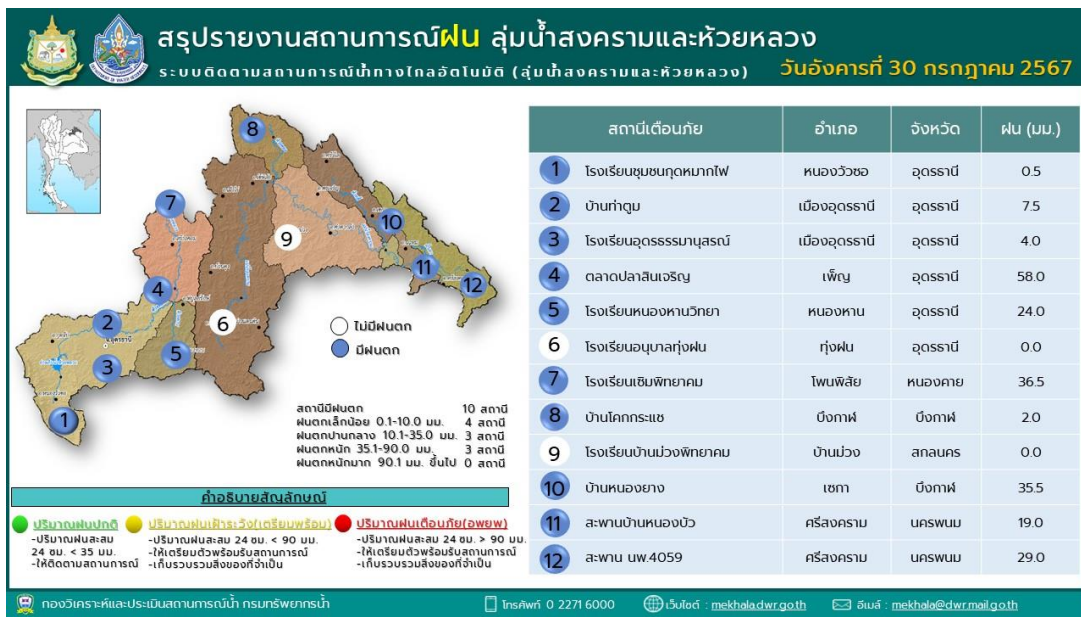 สรุปรายงานสถานการณ์ฝน ลุ่มน้ำสงครามและห้วยหลวง
ระบบติดตามสถานการณ์น้ำทางไกลอัตโนมัติ (ลุ่มน้ำสงครามและห้วยหลวง)
วันอังคารที่ 30 กรกฎาคม 2567
8
7
9
10
11
12
4
6
2
5
3
1
ไม่มีฝนตก
มีฝนตก
สถานีมีฝนตก 10 สถานี
ฝนตกเล็กน้อย 0.1-10.0 มม. 4 สถานี
ฝนตกปานกลาง 10.1-35.0 มม. 3 สถานี
ฝนตกหนัก 35.1-90.0 มม. 3 สถานี
ฝนตกหนักมาก 90.1 มม. ขึ้นไป 0 สถานี
คำอธิบายสัญลักษณ์
ปริมาณฝนปกติ
-ปริมาณฝนสะสม
24 ชม. < 35 มม.
-ให้ติดตามสถานการณ์
ปริมาณฝนเฝ้าระวัง(เตรียมพร้อม)
-ปริมาณฝนสะสม 24 ชม. < 90 มม.
-ให้เตรียมตัวพร้อมรับสถานการณ์
-เก็บรวบรวมสิ่งของที่จำเป็น
ปริมาณฝนเตือนภัย(อพยพ)
-ปริมาณฝนสะสม 24 ชม. > 90 มม.
-ให้เตรียมตัวพร้อมรับสถานการณ์
-เก็บรวบรวมสิ่งของที่จำเป็น
สถานีเตือนภัย อำเภอ จังหวัด ฝน (มม.)
1 โรงเรียนชุมชนกุดหมากไฟ หนองวัวซอ อุดรธานี 0.5
2 บ้านท่าตูม เมืองอุดรธานี อุดรธานี 7.5
3 โรงเรียนอุดรธรรมานุสรณ์ เมืองอุดรธานี อุดรธานี 4.0
4 ตลาดปลาสินเจริญ เพ็ญ อุดรธานี 58.0
5 โรงเรียนหนองหานวิทยา หนองหาน อุดรธานี 24.0
6 โรงเรียนอนุบาลทุ่งฝน ทุ่งฝน อุดรธานี 0.0
7 โรงเรียนเซิมพิทยาคม โพนพิสัย หนองคาย 36.5
8 บ้านโคกกระแซ บึงกาฬ บึงกาฬ 2.0
9 โรงเรียนบ้านม่วงพิทยาคม บ้านม่วง สกลนคร 0.0
10 บ้านหนองยาง เซกา บึงกาฬ 35.5
11 สะพานบ้านหนองบัว ศรีสงคราม นครพนม 19.0
12 สะพาน นพ.4059 ศรีสงคราม นครพนม 29.0
กองวิเคราะห์และประเมินสถานการณ์น้ำ กรมทรัพยากรน้ำ โทรศัพท์ 0 2271 6000 เว็บไซต์ : mekhala.dwr.go.th อีเมล์ : mekhala@dwr.mail.go.th